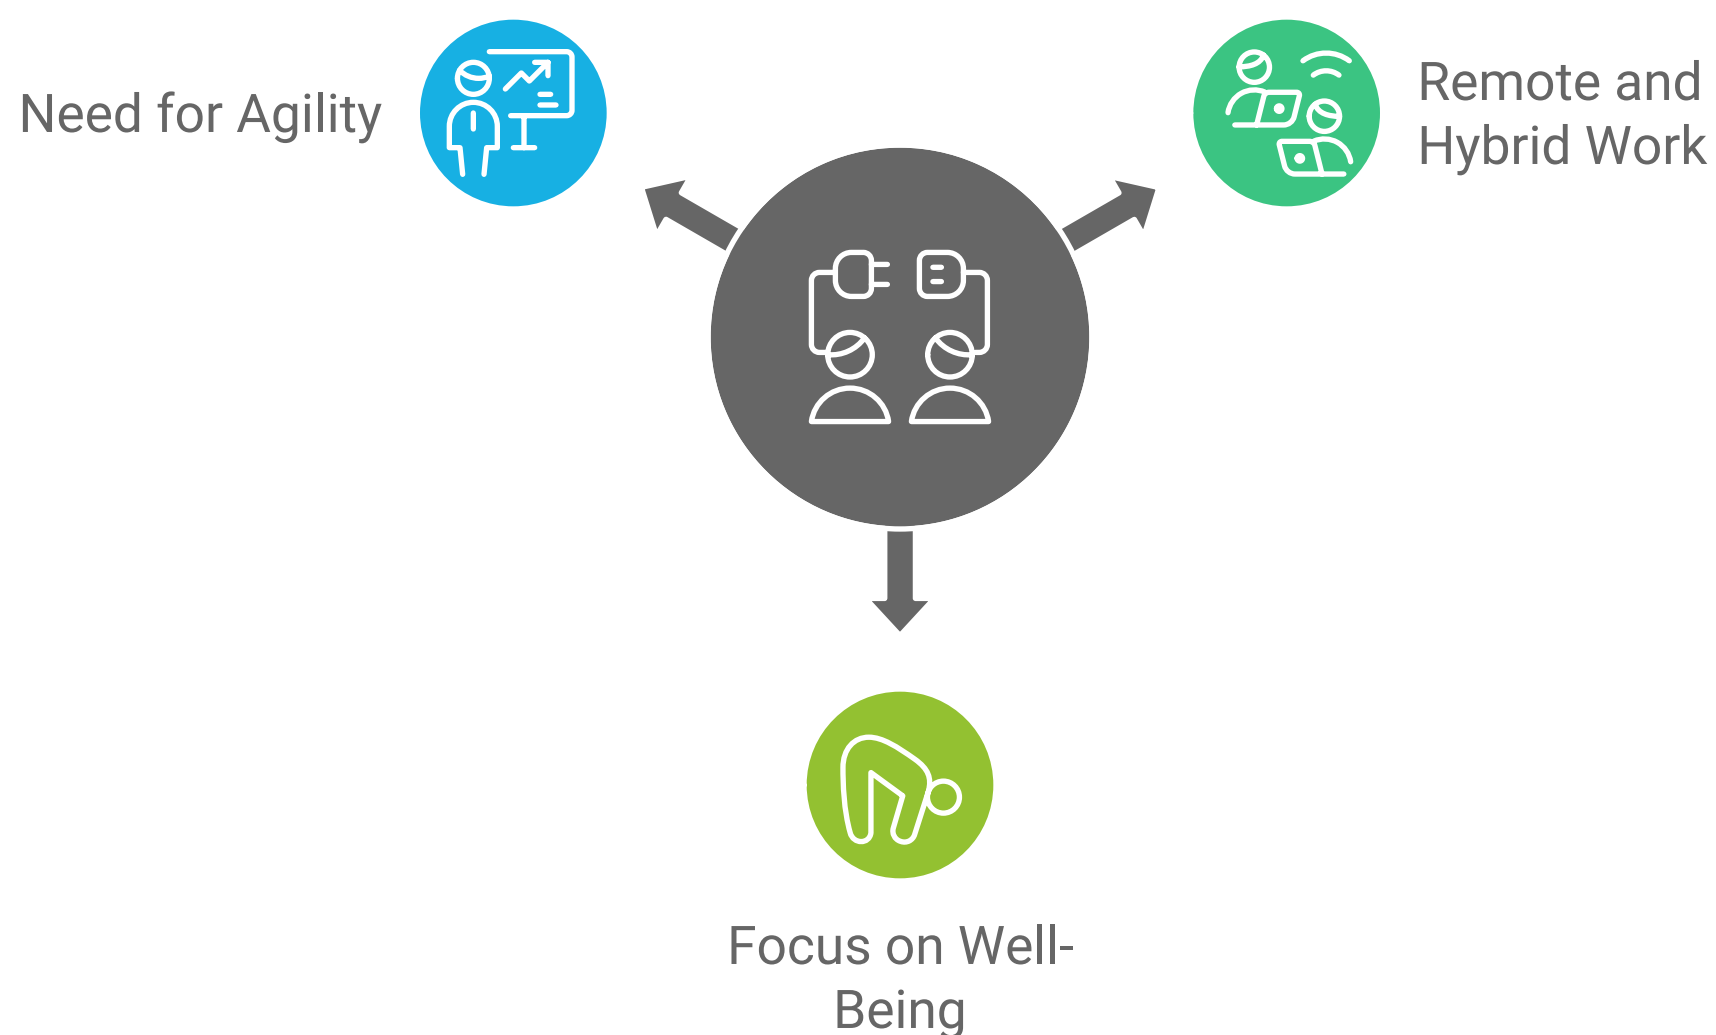 Need for Agility
Remote and
Hybrid Work
Focus on Well-
Being